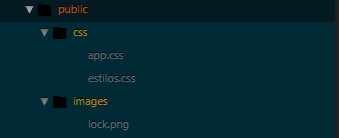 public
css
app.css
estilos.css
images
lock.png